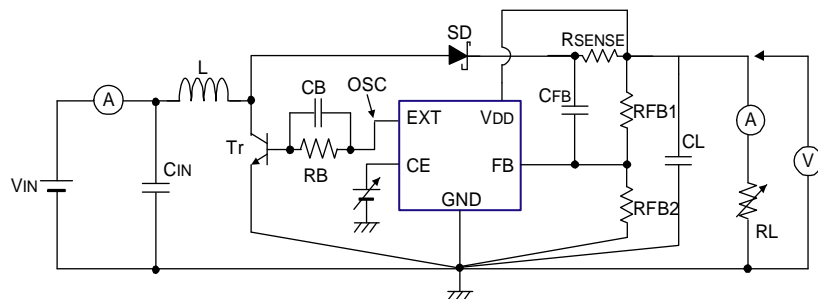 SD
RSENSE
L
OSC
A
CB
CFB
EXT
VDD
RFB1
A
Tr
CL
V
CE
FB
VIN
CIN
RB
GND
RFB2
RL